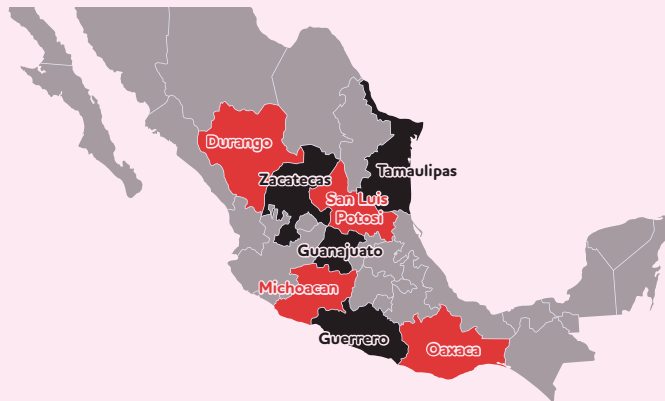 Durango
Zacatecas
Tamaulipas
San Luis
Potosi
Guanajuato
Michoacan
Guerrero
Oaxaca